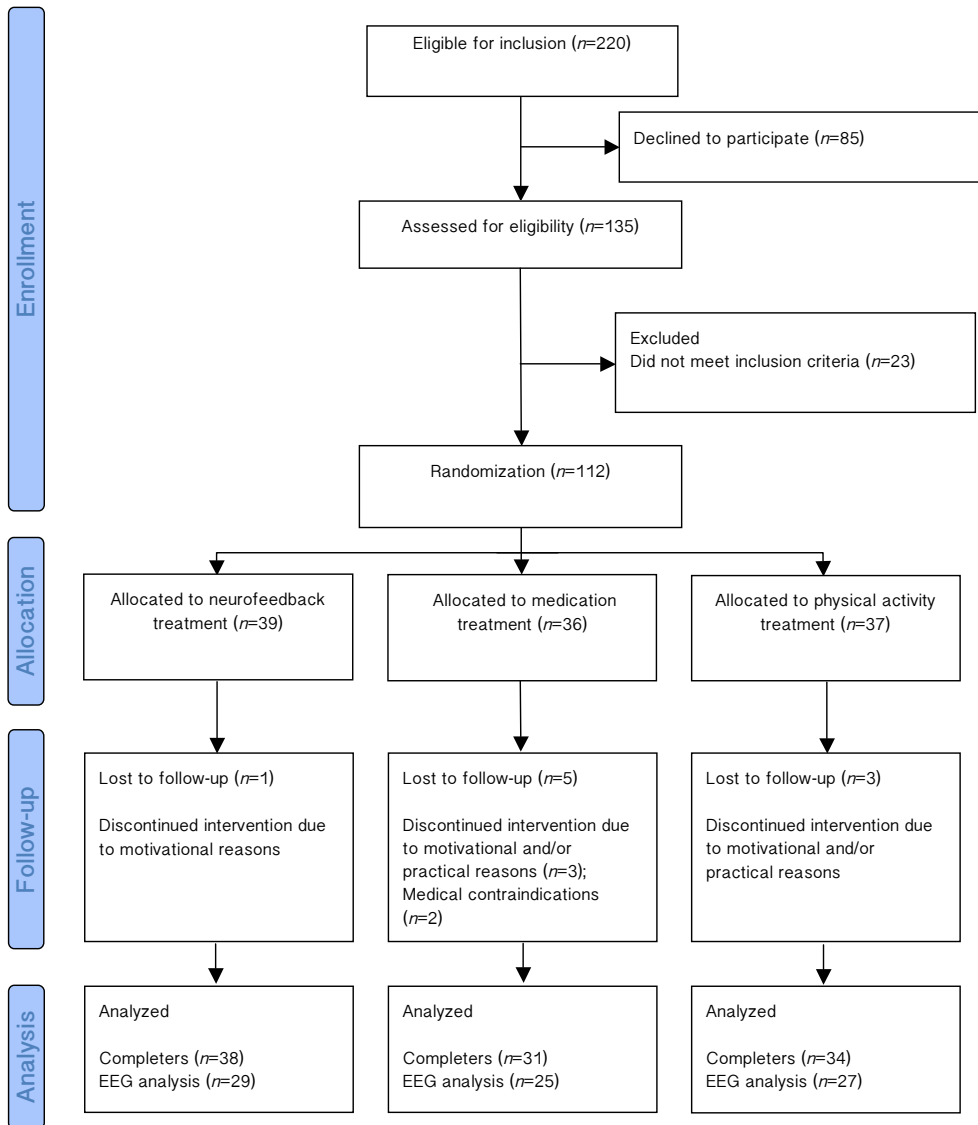 Enrollment
Eligible for inclusion (n=220)
Declined to participate (n=85)
Assessed for eligibility (n=135)
Excluded
Did not meet inclusion criteria (n=23)
Randomization (n=112)
Allocation
Allocated to neurofeedback
treatment (n=39)
Allocated to medication
treatment (n=36)
Allocated to physical activity
treatment (n=37)
Follow-up
Lost to follow-up (n=1)
Discontinued intervention due
to motivational reasons
Lost to follow-up (n=5)
Discontinued intervention due
to motivational and/or
practical reasons (n=3);
Medical contraindications
(n=2)
Lost to follow-up (n=3)
Discontinued intervention due
to motivational and/or
practical reasons
Analysis
Analyzed
Completers (n=38)
EEG analysis (n=29)
Analyzed
Completers (n=31)
EEG analysis (n=25)
Analyzed
Completers (n=34)
EEG analysis (n=27)